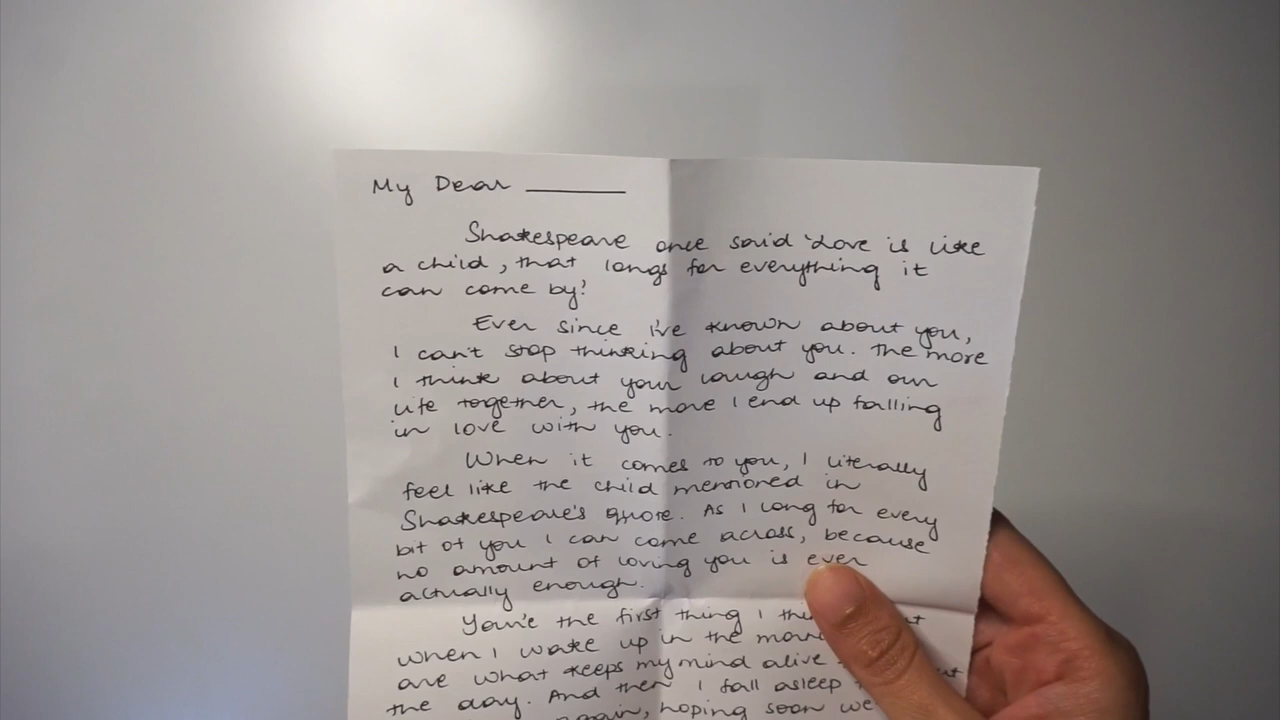 My Dear ________
Shakespeare once said 'Love is like
a child, that longs for everything it
can come by!'
Ever since i've known about you,
I can't stop thinking about you. The more
I think about your laugh and our
life together, the more I end up falling
in love with you.
When it comes to you, I literally
feel like the child mentioned in
Shakespeare's quote. As I long for every
bit of you I can come across, because
no amount of loving you is ever
actually enough.
You're the first thing I
when I wake up in the
are what keeps my mind alive
the day. And then I fall asleep
again, hoping soon we